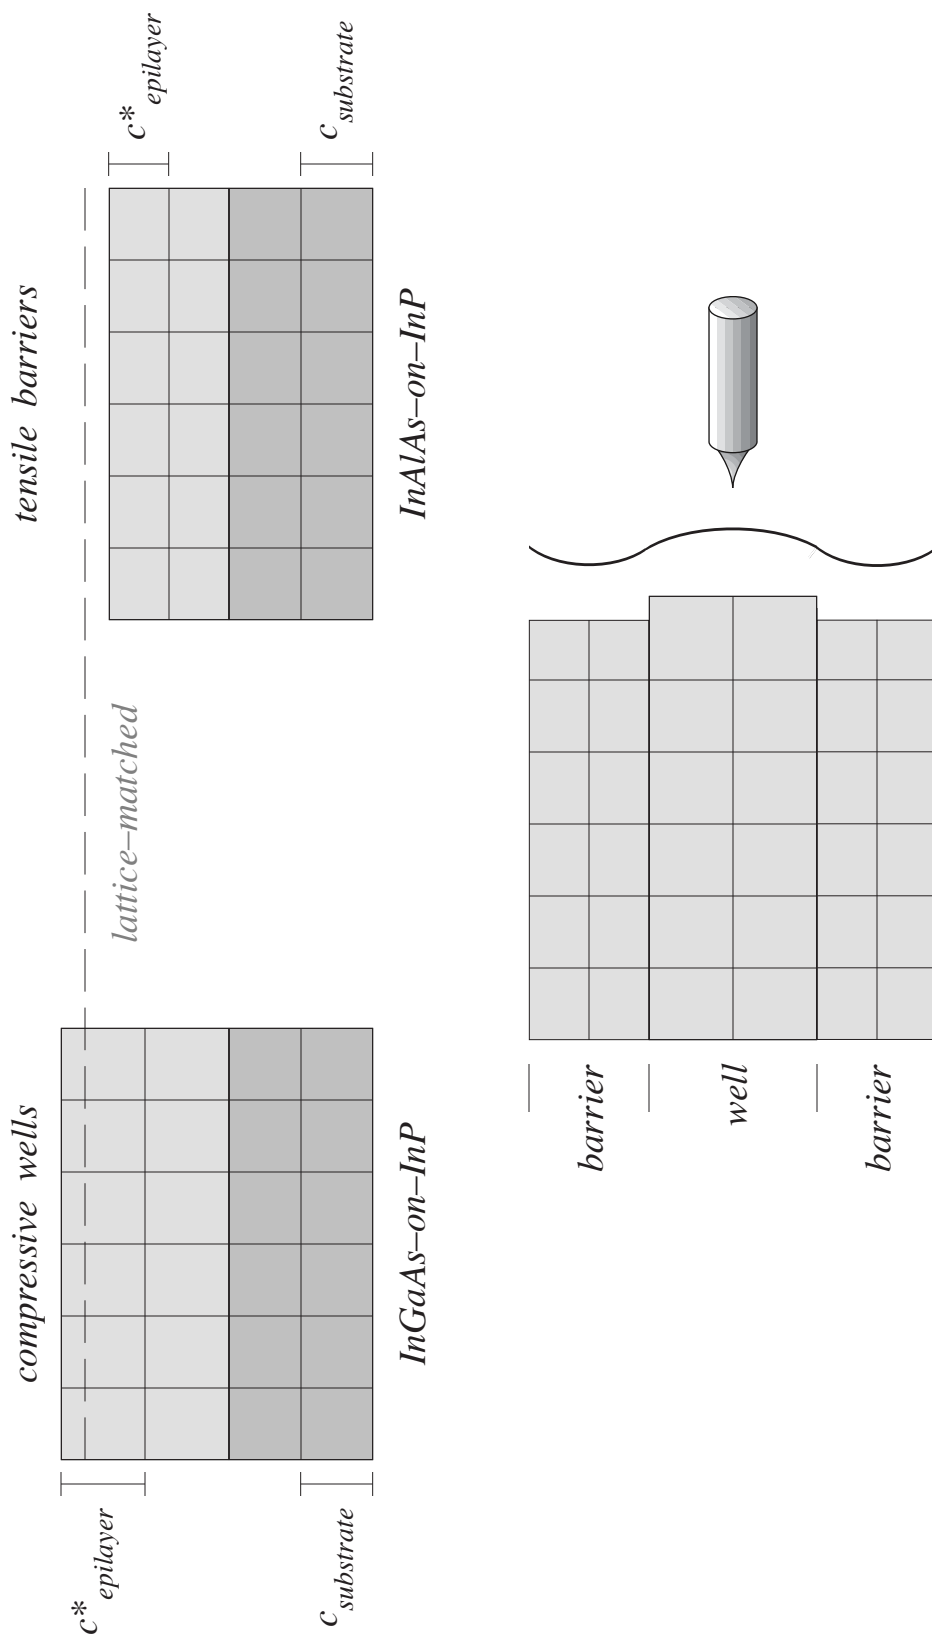 compressive wells
tensile barriers
c*epilayer
lattice–matched
c*epilayer
csubstrate
csubstrate
InGaAs–on–InP
InAlAs–on–InP
barrier
well
barrier